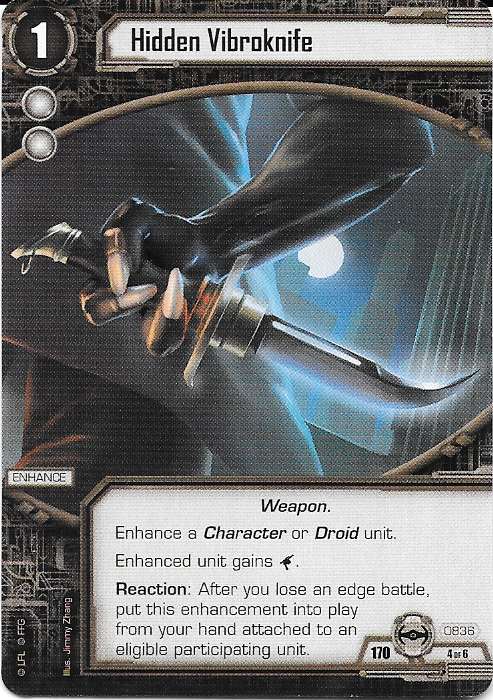 1
Hidden Vibroknife
ENHANCE
Weapon.
Enhance a Character or Droid unit.
Enhanced unit gains .
Reaction: After you lose an edge battle,
put this enhancement into play
from your hand attached to an
eligible participating unit.
© LFL © FFG
Illus. Jimmy Zhang
170
0836
4 OF 6